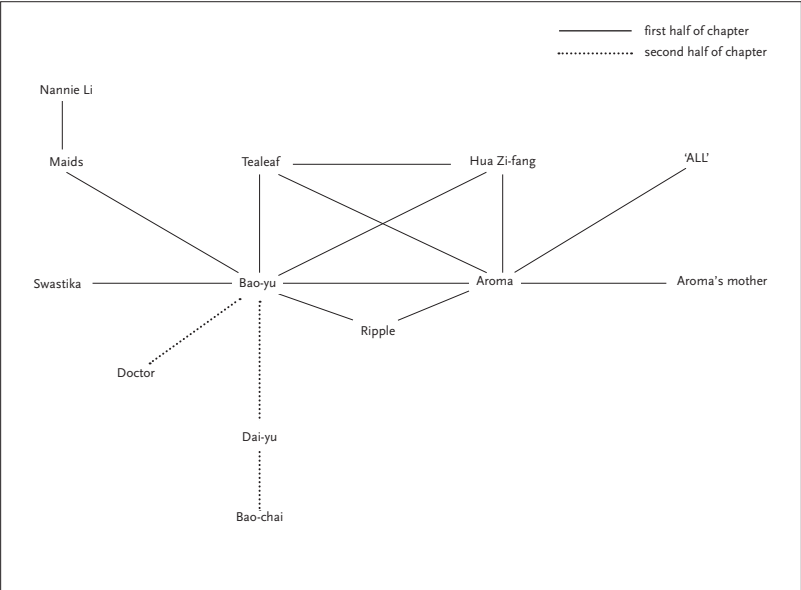 first half of chapter
second half of chapter
Nannie Li
Maids
Tealeaf
Hua Zi-fang
‘ALL’
Swastika
Bao-yu
Aroma
Aroma's mother
Ripple
Doctor
Dai-yu
Bao-chai